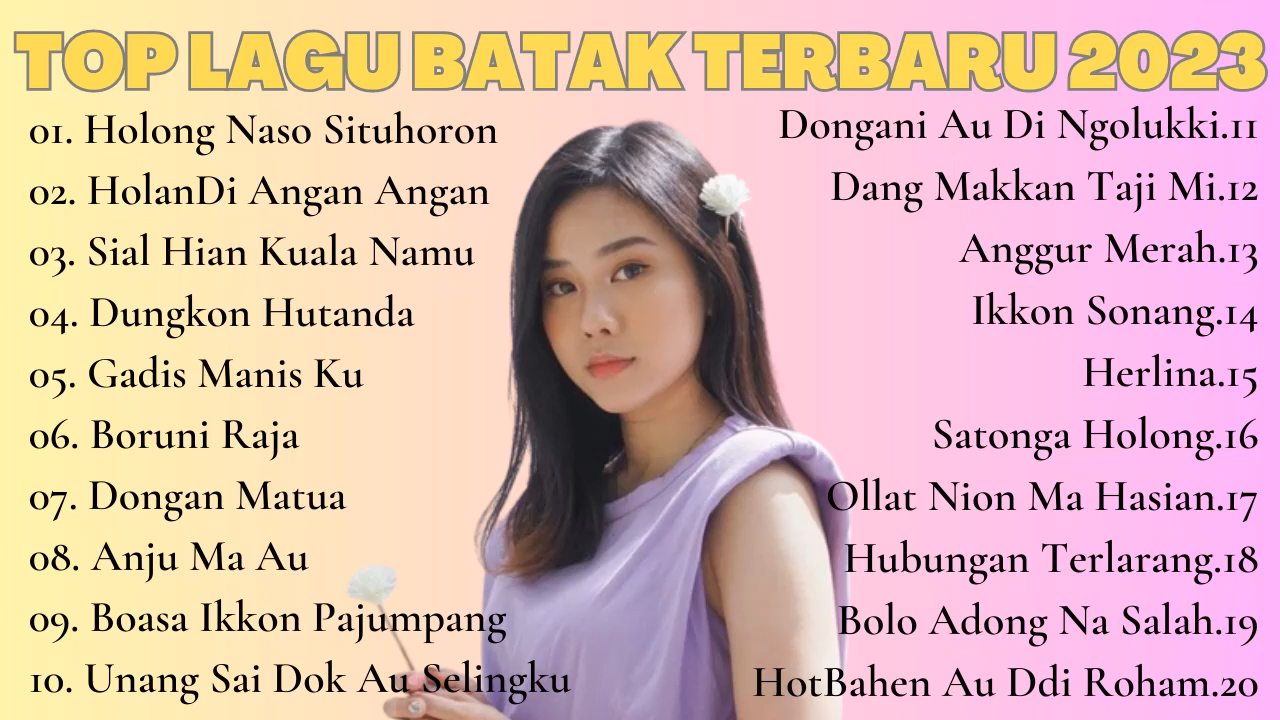 TOP LAGU BATAK TERBARU 2023
01. Holong Naso Situhoron
02. HolanDi Angan Angan
03. Sial Hian Kuala Namu
04. Dungkon Hutanda
05. Gadis Manis Ku
06. Boruni Raja
07. Dongan Matua
08. Anju Ma Au
09. Boasa Ikkon Pajumpang
10. Unang Sai Dok Au Selingku
Dongani Au Di Ngolukki.11
Dang Makkan Taji Mi.12
Anggur Merah.13
Ikkon Sonang.14
Herlina.15
Satonga Holong.16
Ollat Nion Ma Hasian.17
Hubungan Terlarang.18
Bolo Adong Na Salah.19
HotBahen Au Ddi Roham.20